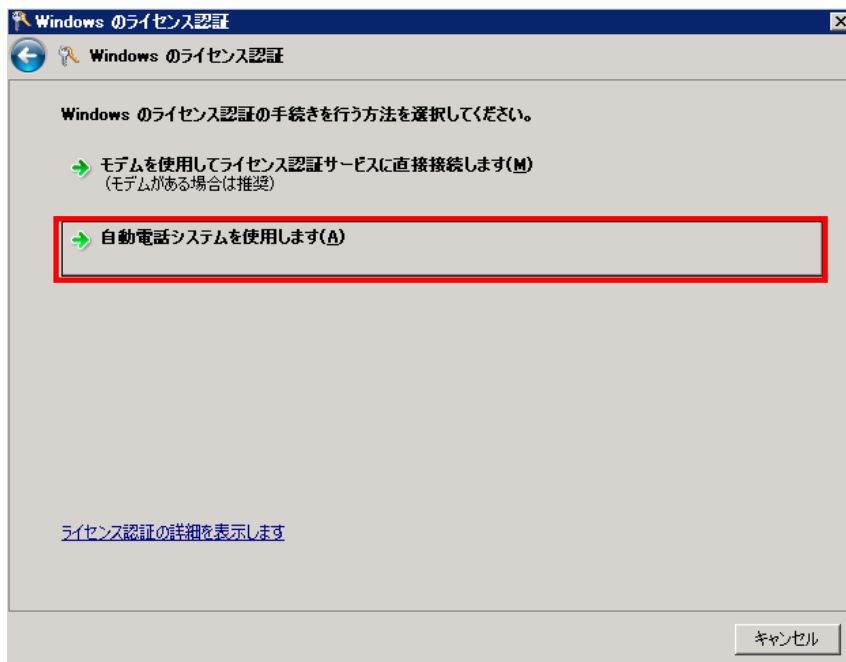 Windows のライセンス認証
Windows のライセンス認証
Windows のライセンス認証の手続きを行う方法を選択してください。
モデムを使用してライセンス認証サービスに直接接続します(M)
(モデムがある場合は推奨)
自動電話システムを使用します(A)
ライセンス認証の詳細を表示します
キャンセル